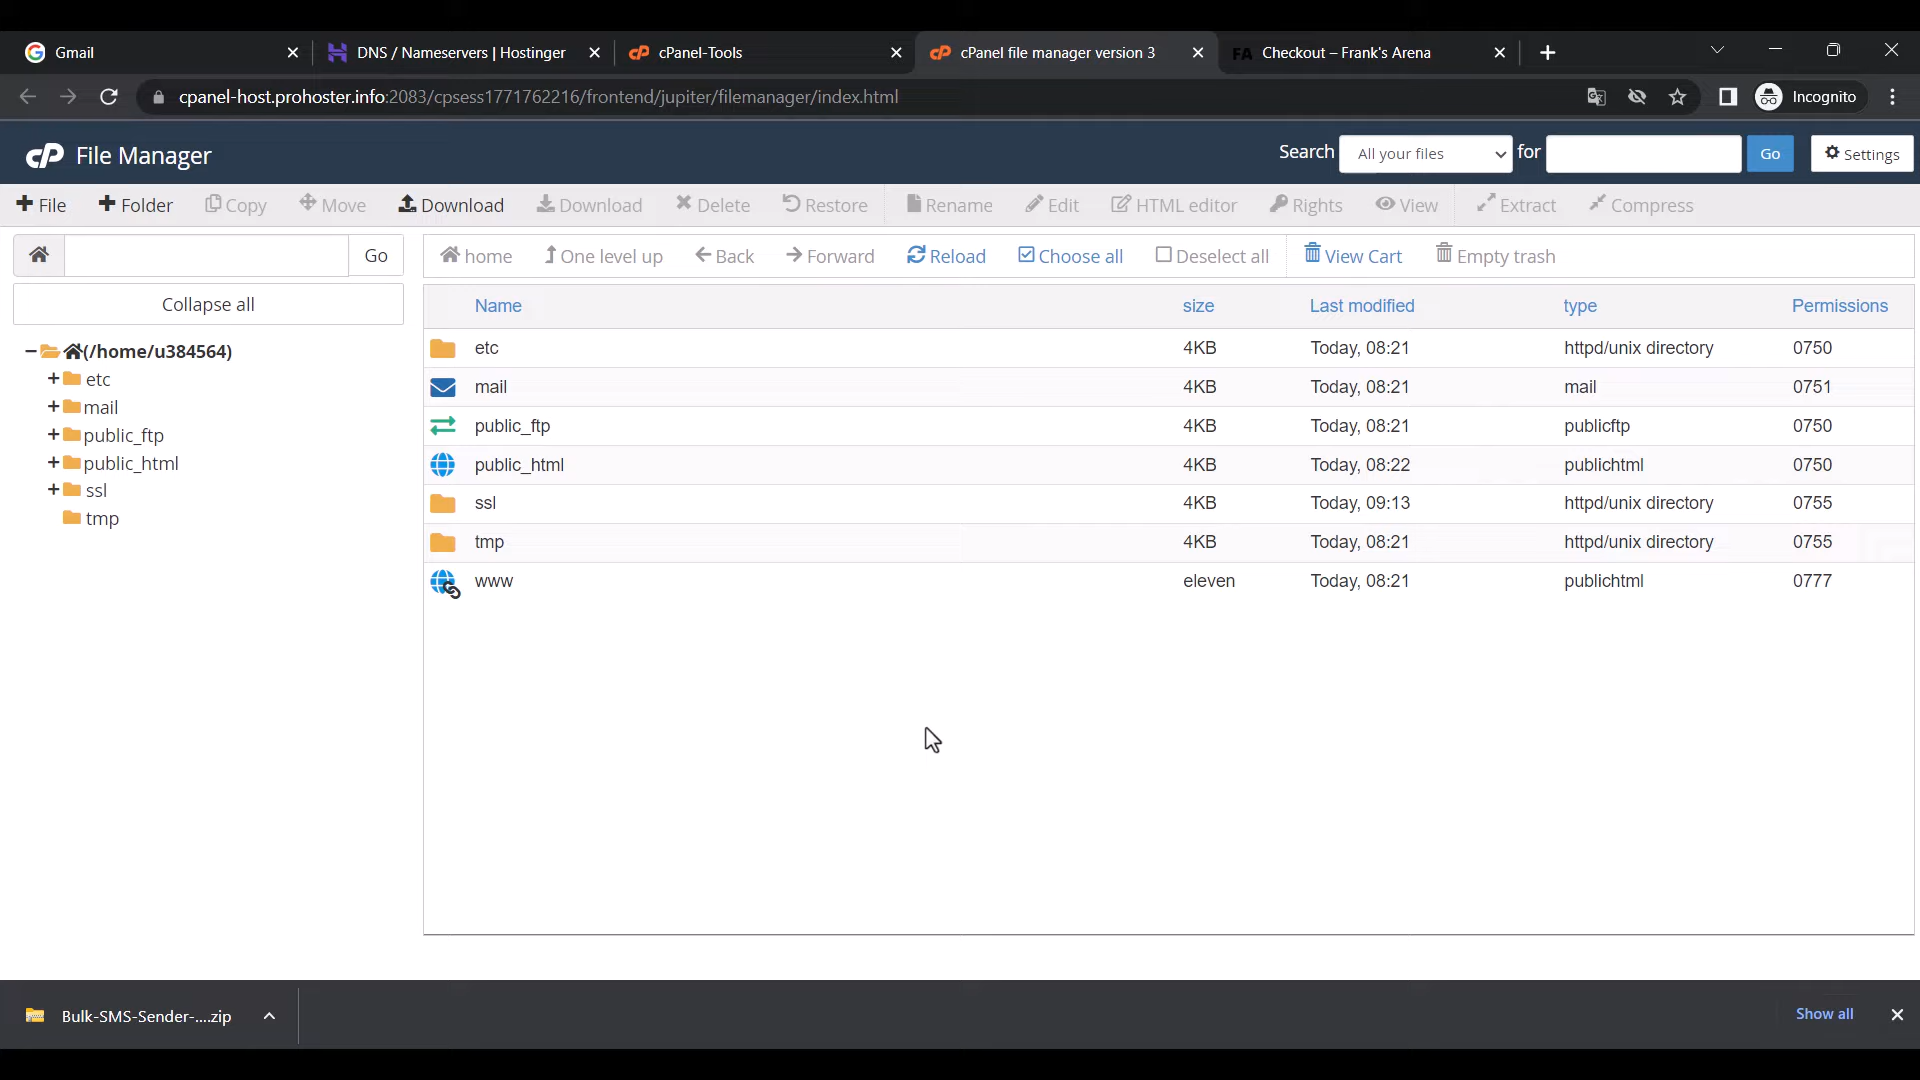 Gmail
DNS / Nameservers | Hostinger
cPanel-Tools
cPanel file manager version 3
FA Checkout – Frank's Arena
cpanel-host.prohoster.info:2083/cpsess1771762216/frontend/jupiter/filemanager/index.html
Incognito
cP File Manager
Search All your files for Go Settings
File Folder Copy Move Download Download Delete Restore Rename Edit HTML editor Rights View Extract Compress
Go
home One level up Back Forward Reload Choose all Deselect all View Cart Empty trash
Collapse all
(/home/u384564)
etc
mail
public_ftp
public_html
ssl
tmp
Name size Last modified type Permissions
etc 4KB Today, 08:21 httpd/unix directory 0750
mail 4KB Today, 08:21 mail 0751
public_ftp 4KB Today, 08:21 publicftp 0750
public_html 4KB Today, 08:22 publichtml 0750
ssl 4KB Today, 09:13 httpd/unix directory 0755
tmp 4KB Today, 08:21 httpd/unix directory 0755
www eleven Today, 08:21 publichtml 0777
Bulk-SMS-Sender-....zip
Show all